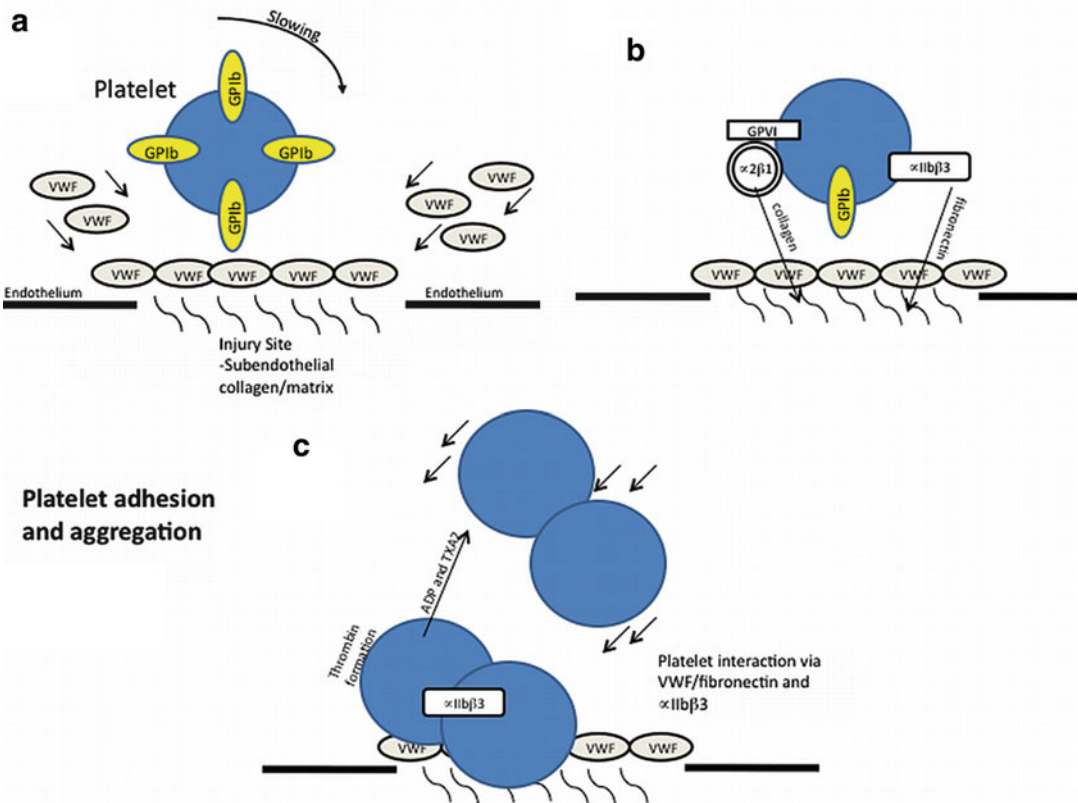 a
Slowing
Platelet
GPIb
GPIb
GPIb
GPIb
VWF
VWF
VWF
VWF
VWF
VWF
VWF
VWF
VWF
VWF
Endothelium
Endothelium
Injury Site
-Subendothelial
collagen/matrix
b
GPVI
∝2β1
∝IIbβ3
GPIb
collagen
fibronectin
VWF
VWF
VWF
VWF
VWF
c
Platelet adhesion
and aggregation
ADP and TXA2
Thrombin
formation
∝IIbβ3
Platelet interaction via
VWF/fibronectin and
∝IIbβ3
VWF
VWF
VWF